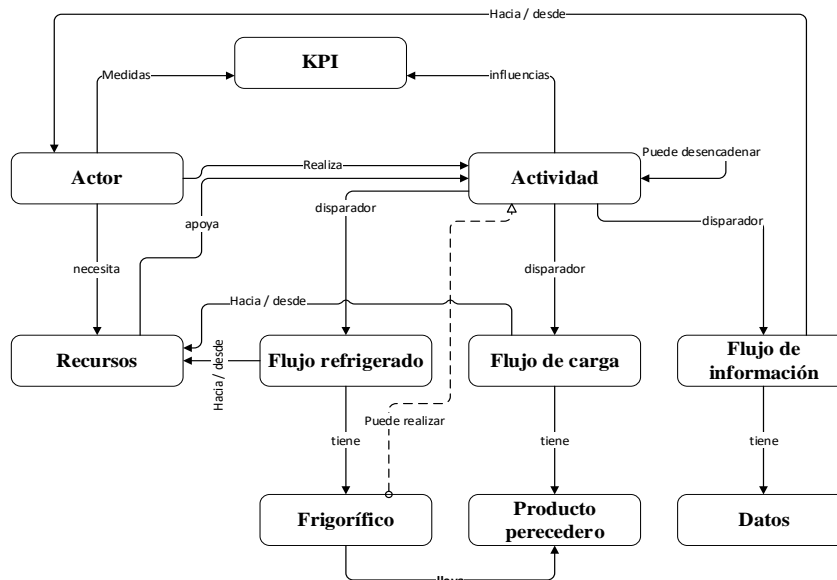 Hacia / desde
KPI
Medidas
influencias
Puede desencadenar
Actor
Realiza
Actividad
disparador
apoya
disparador
necesita
disparador
Hacia / desde
Recursos
Hacia / desde
Flujo refrigerado
Flujo de carga
Flujo de
información
Puede realizar
tiene
tiene
tiene
Frigorífico
Producto
perecedero
Datos